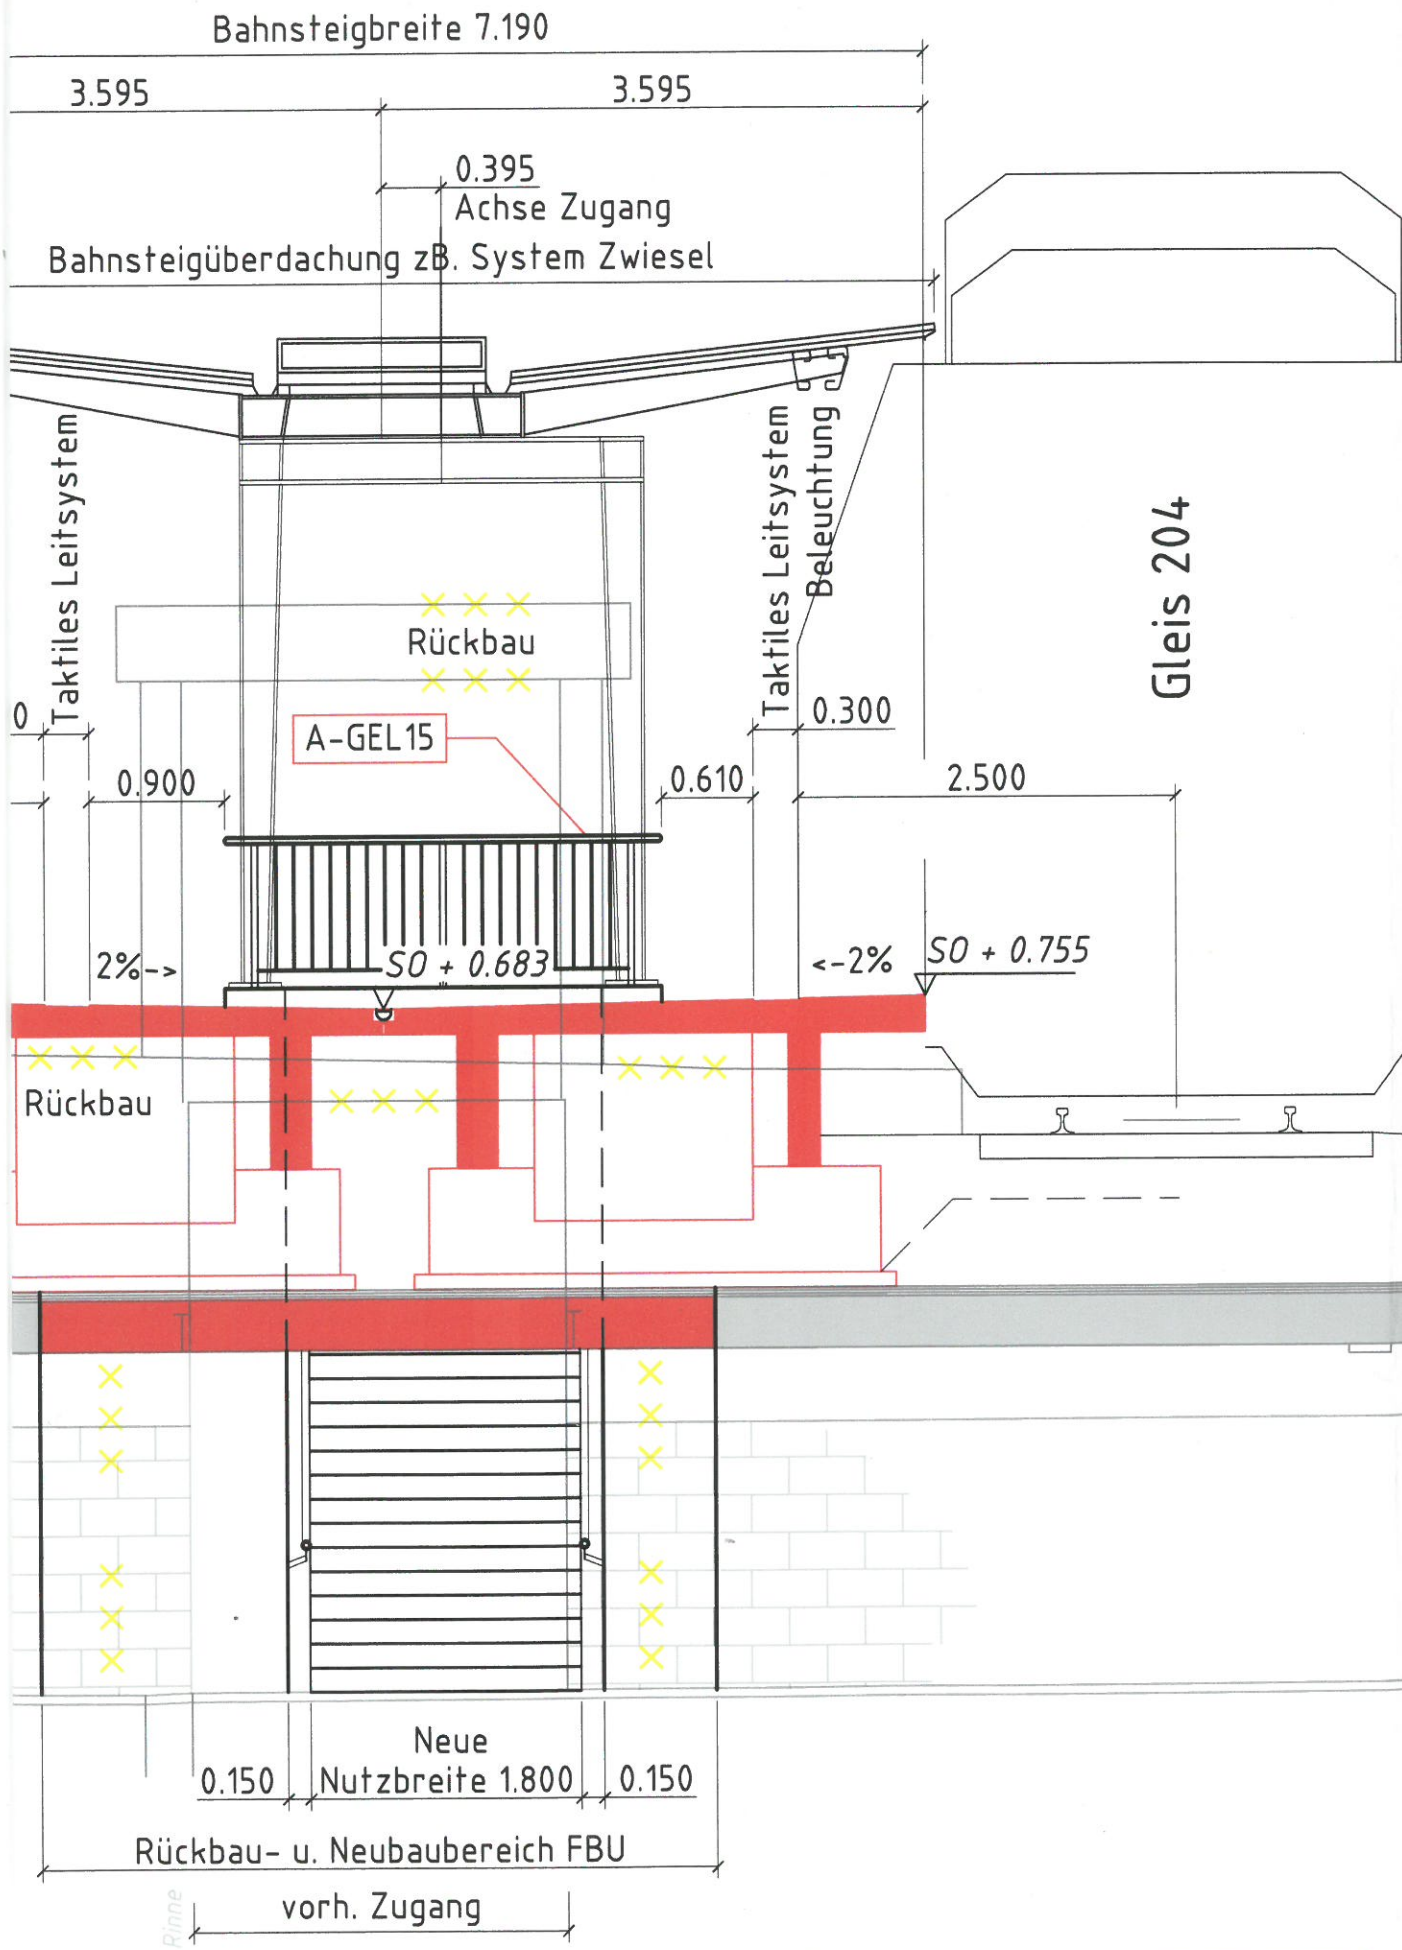 Bahnsteigbreite 7.190
3.595
3.595
0.395
Achse Zugang
Bahnsteigüberdachung zB. System Zwiesel
Taktiles Leitsystem
Taktiles Leitsystem
Beleuchtung
Gleis 204
Rückbau
0
A-GEL15
0.300
0.900
0.610
2.500
2%->
SO + 0.683
<-2%
SO + 0.755
Rückbau
Neue
0.150
Nutzbreite 1.800
0.150
Rückbau- u. Neubaubereich FBU
vorh. Zugang
Rinne